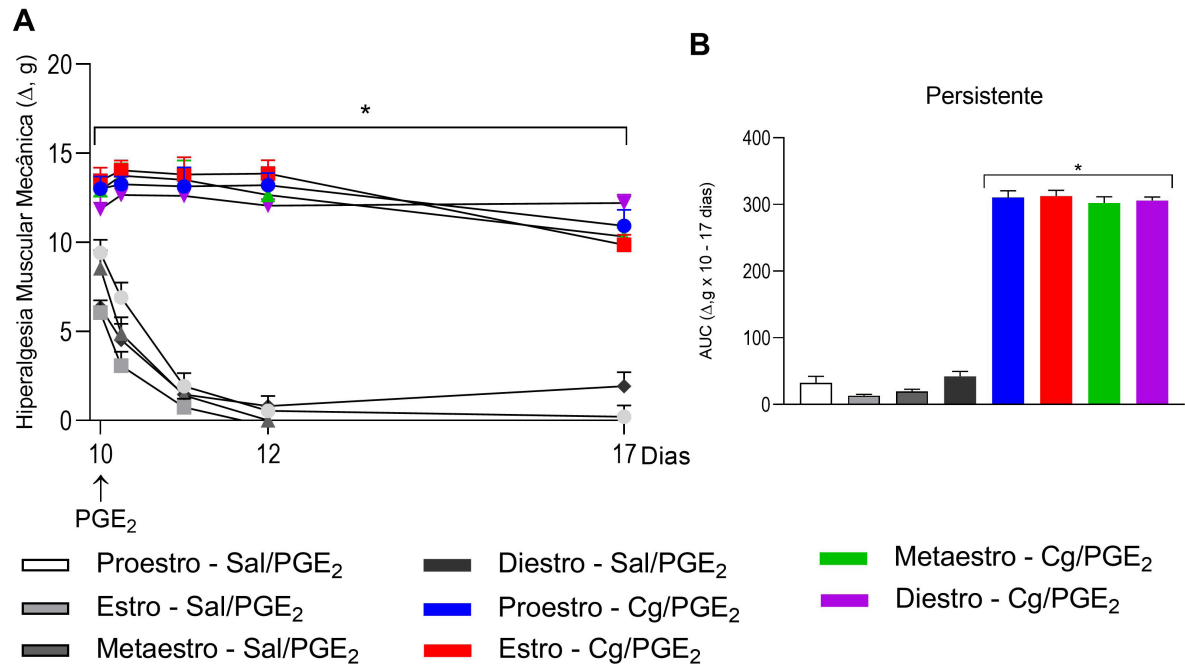 A
Hiperalgesia Muscular Mecânica (Δ, g)
20
15
10
5
0
*
10
12
17
Dias
PGE₂
B
Persistente
AUC (Δ,g x 10 - 17 dias)
400
300
200
100
0
*
Proestro - Sal/PGE₂
Estro - Sal/PGE₂
Metaestro - Sal/PGE₂
Diestro - Sal/PGE₂
Proestro - Cg/PGE₂
Estro - Cg/PGE₂
Metaestro - Cg/PGE₂
Diestro - Cg/PGE₂